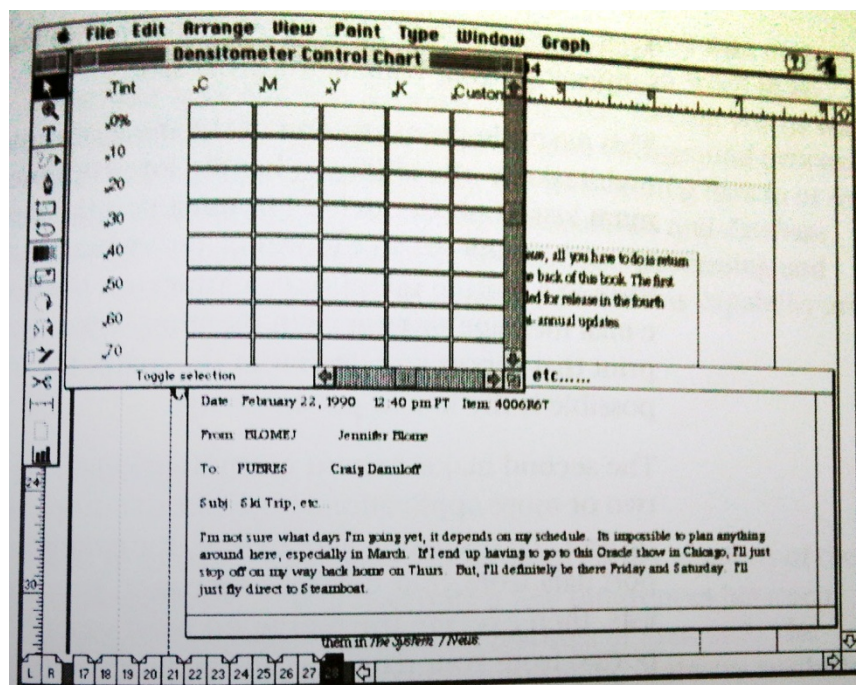 File Edit Arrange View Paint Type Window Graph
Densitometer Control Chart
Tint C M Y K Custom
0%
10
20
30
40
50
60
70
Toggle selection
all you have to do is return
back of this book. The first
for release in the fourth
annual updates
etc......
Date February 22, 1990 12 40 pm PT Item 4006R6T
From BLOMEJ Jennifer Blome
To PUBRES Craig Danuloff
Subj Ski Trip, etc
I'm not sure what days I'm going yet, it depends on my schedule. Its impossible to plan anything
around here, especially in March. If I end up having to go to this Oracle show in Chicago, I'll just
stop off on my way back home on Thurs. But, I'll definitely be there Friday and Saturday. I'll
just fly direct to Steamboat.
them in The System 7 News.
24
30
L R 17 18 19 20 21 22 23 24 25 26 27